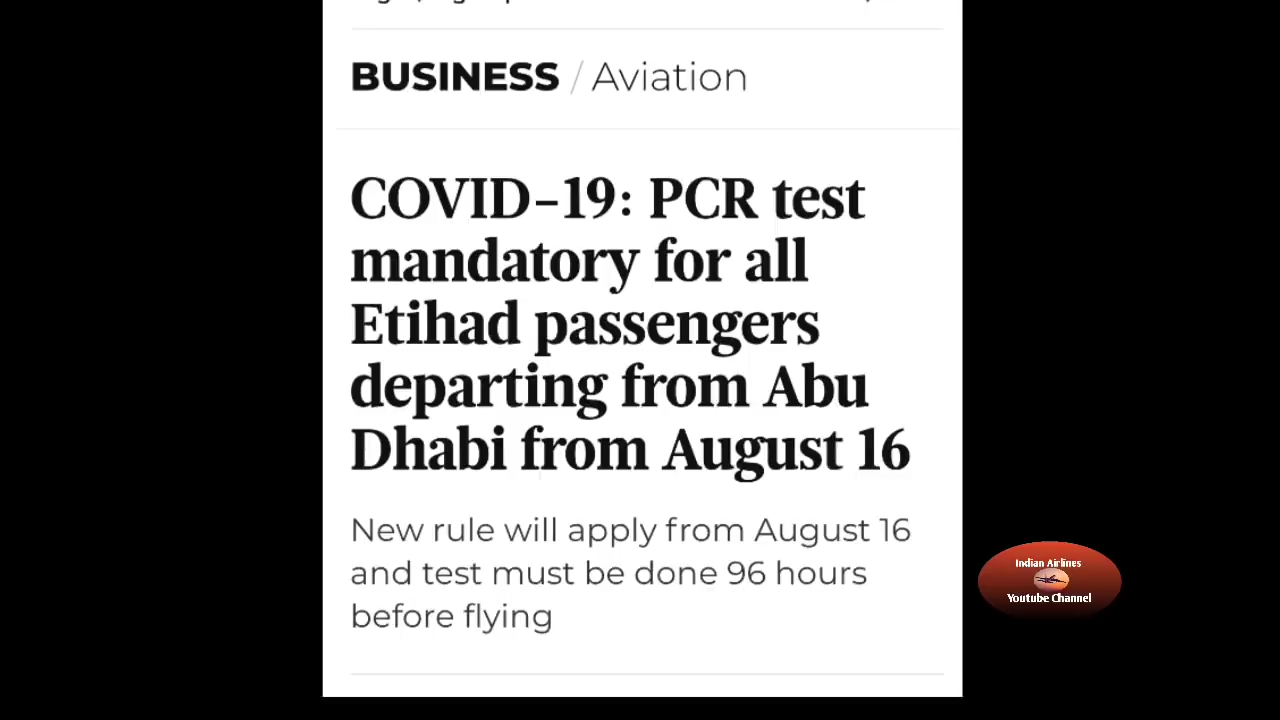 BUSINESS / Aviation
COVID-19: PCR test
mandatory for all
Etihad passengers
departing from Abu
Dhabi from August 16
New rule will apply from August 16
and test must be done 96 hours
before flying
Indian Airlines
Youtube Channel